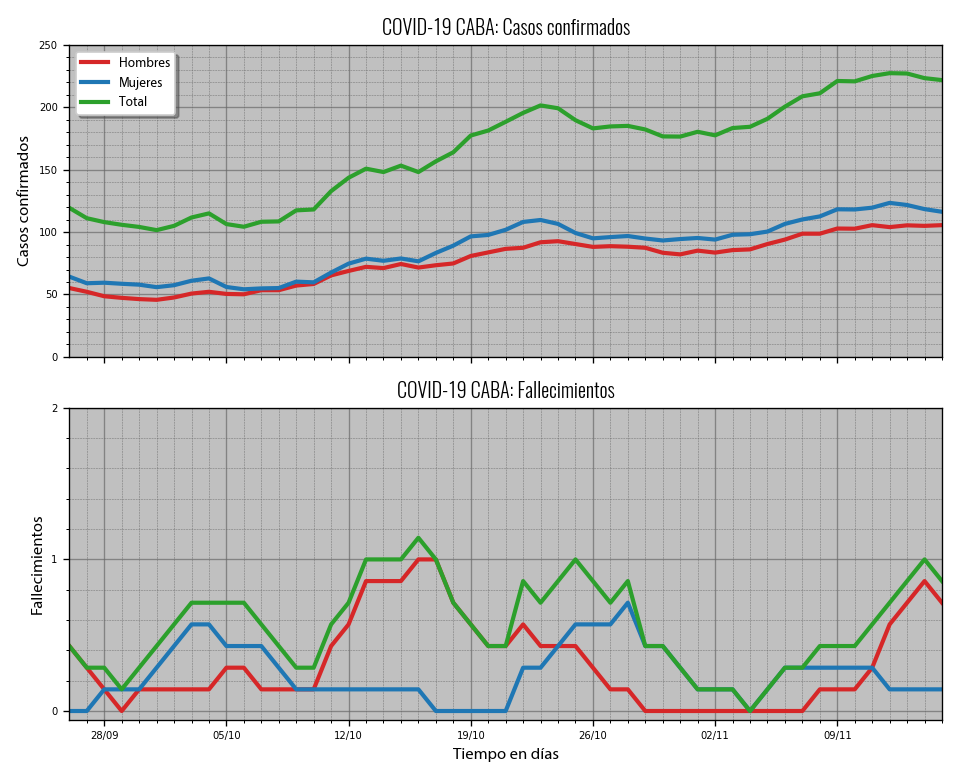 COVID-19 CABA: Casos confirmados
250
200
150
100
50
0
Casos confirmados
Hombres
Mujeres
Total
COVID-19 CABA: Fallecimientos
2
1
0
Fallecimientos
28/09 05/10 12/10 19/10 26/10 02/11 09/11
Tiempo en días